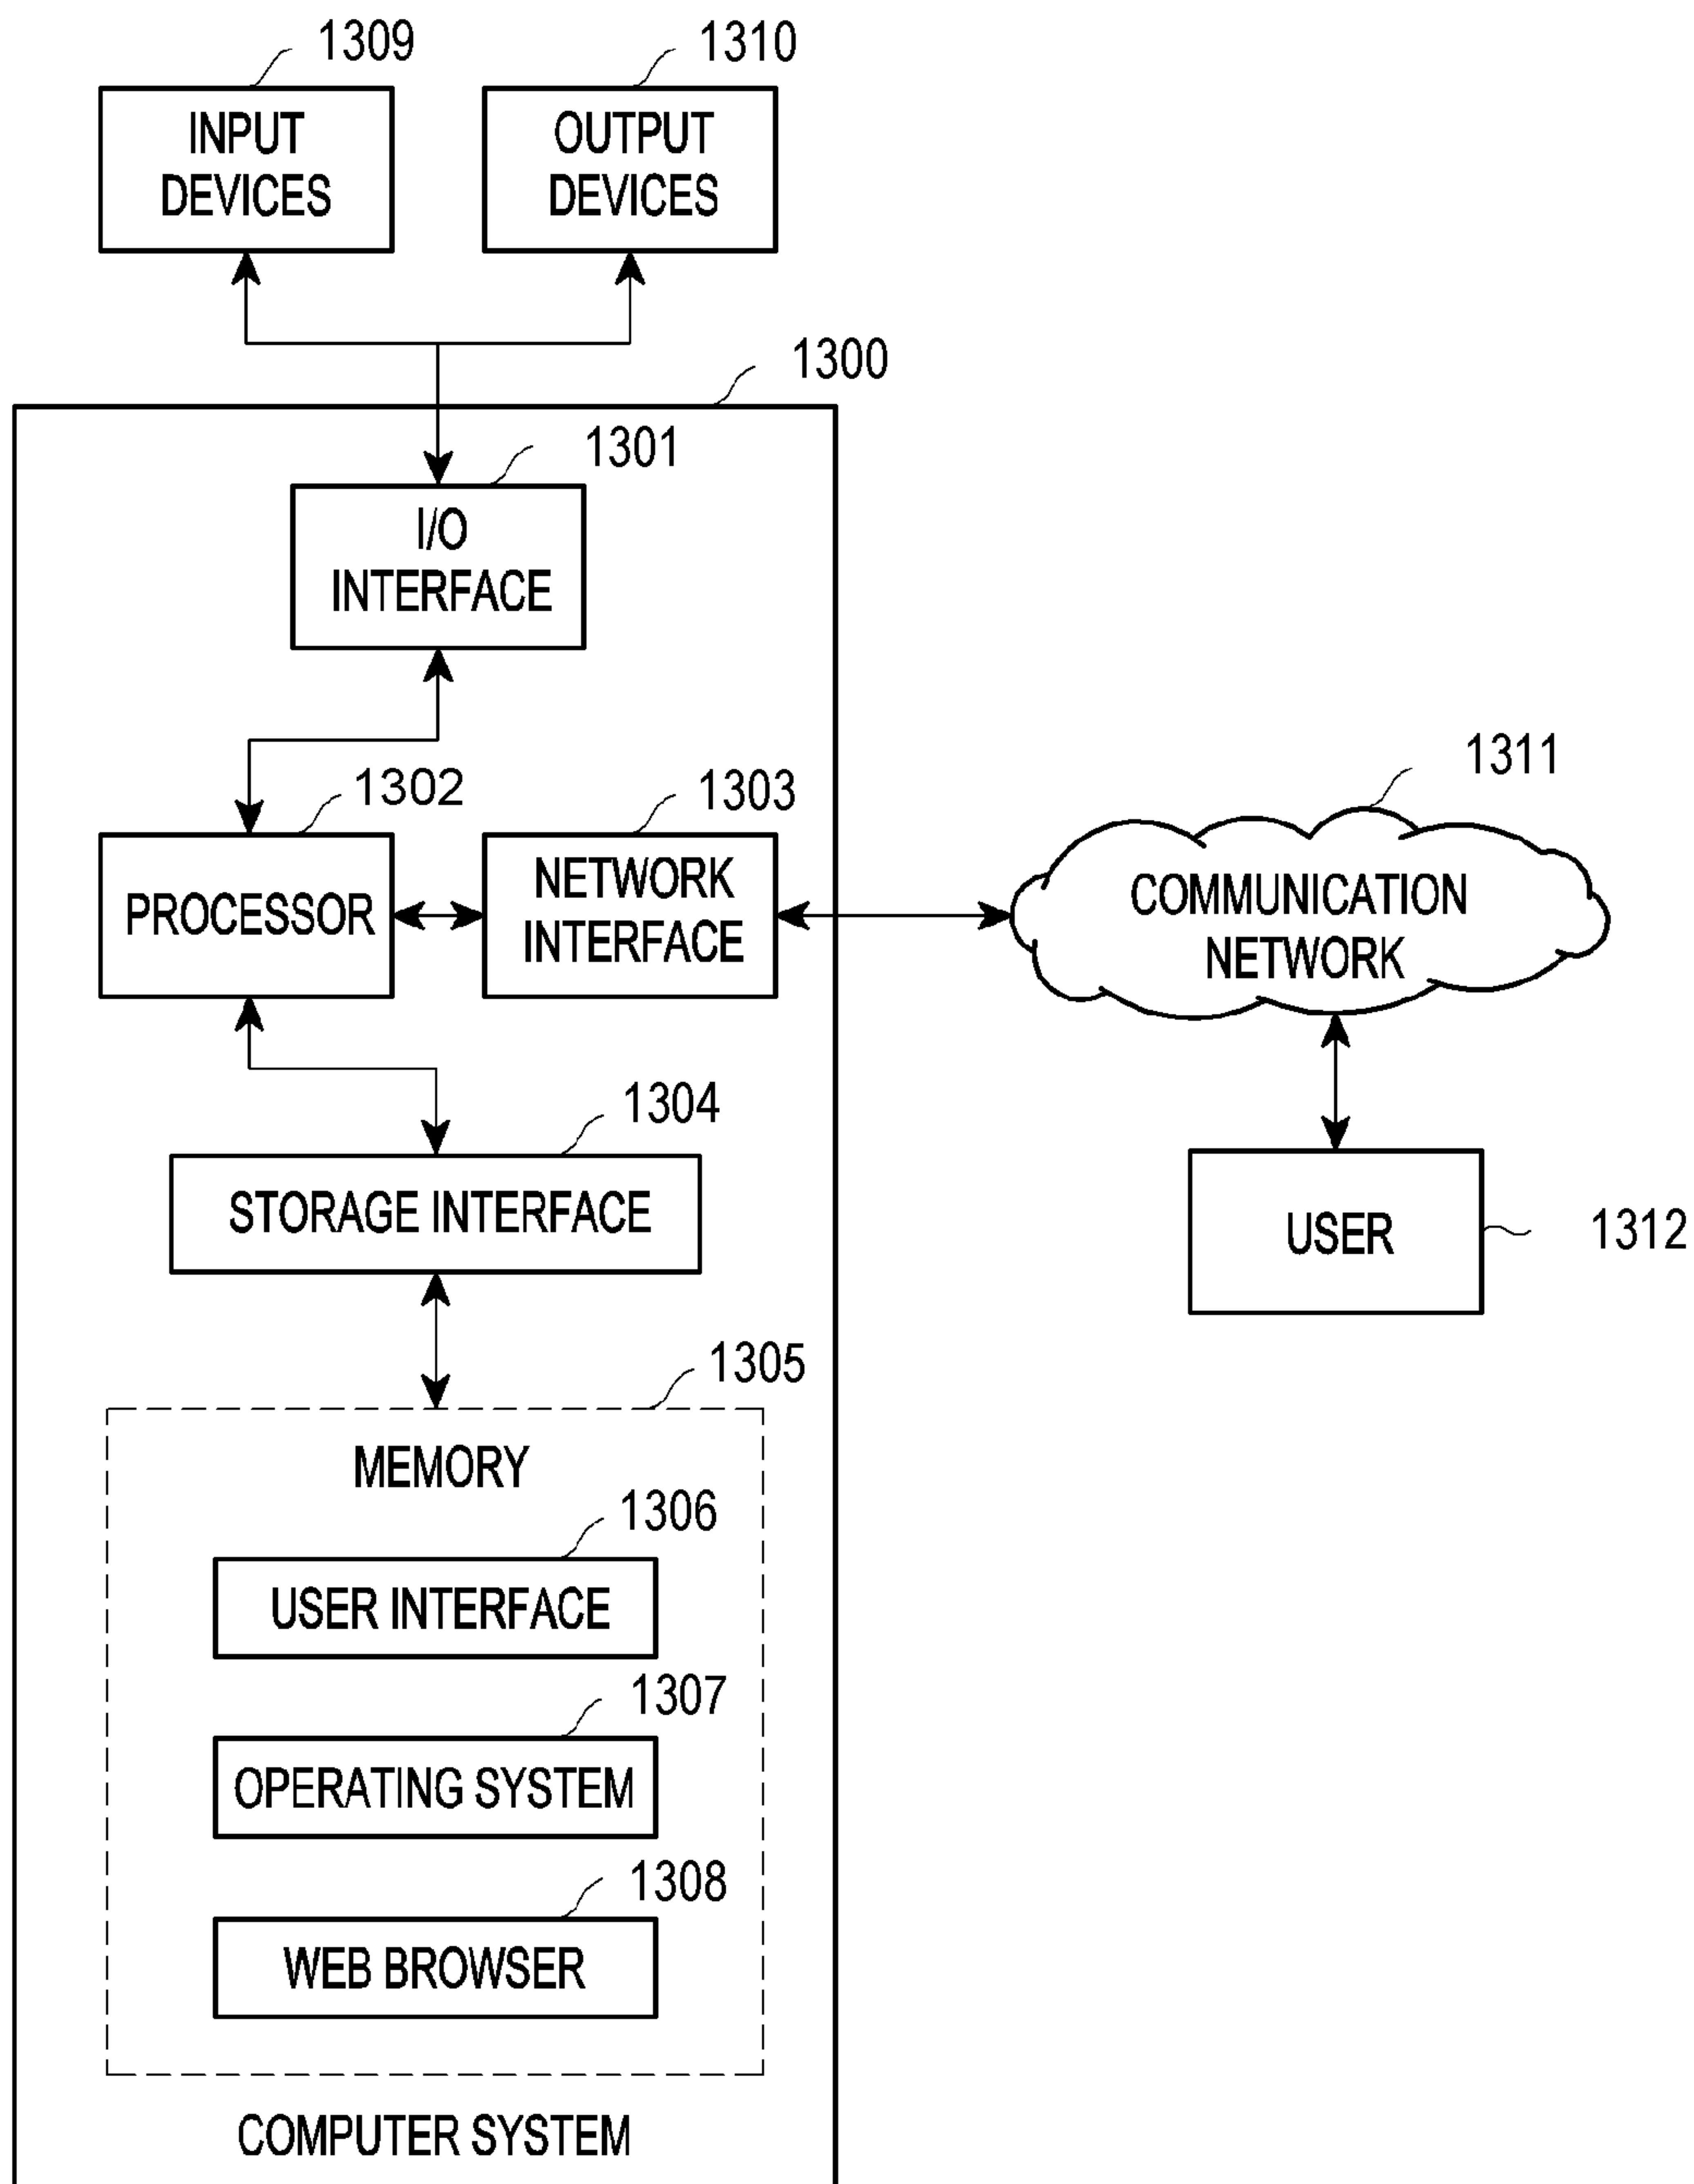 1309
1310
INPUT
DEVICES
OUTPUT
DEVICES
1300
1301
I/O
INTERFACE
1302
1303
1311
PROCESSOR
NETWORK
INTERFACE
COMMUNICATION
NETWORK
1304
STORAGE INTERFACE
USER
1312
1305
MEMORY
1306
USER INTERFACE
1307
OPERATING SYSTEM
1308
WEB BROWSER
COMPUTER SYSTEM